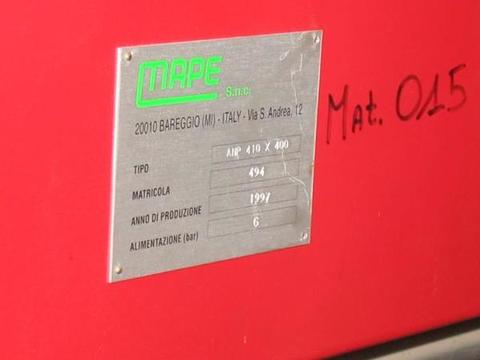 MAPE
S.n.c.
20010 BAREGGIO (MI) - ITALY - Via S. Andrea, 12
TIPO AMP 410 X 400
MATRICOLA 494
ANNO DI PRODUZIONE 1997
ALIMENTAZIONE (bar) 6
Mat. 015